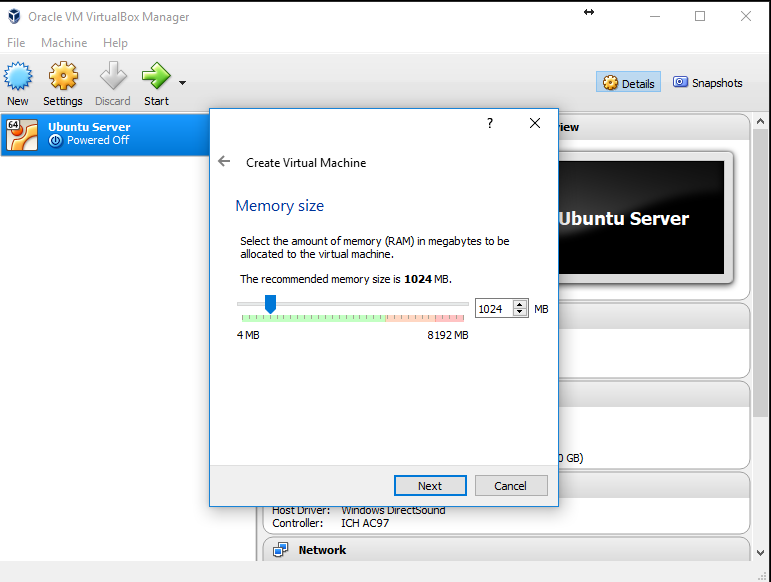 Oracle VM VirtualBox Manager
File Machine Help
New Settings Discard Start
Details Snapshots
64
Ubuntu Server
Powered Off
iew
Ubuntu Server
?
Create Virtual Machine
Memory size
Select the amount of memory (RAM) in megabytes to be
allocated to the virtual machine.
The recommended memory size is 1024 MB.
1024 MB
4 MB 8192 MB
0 GB)
Next Cancel
Host Driver: Windows DirectSound
Controller: ICH AC97
Network